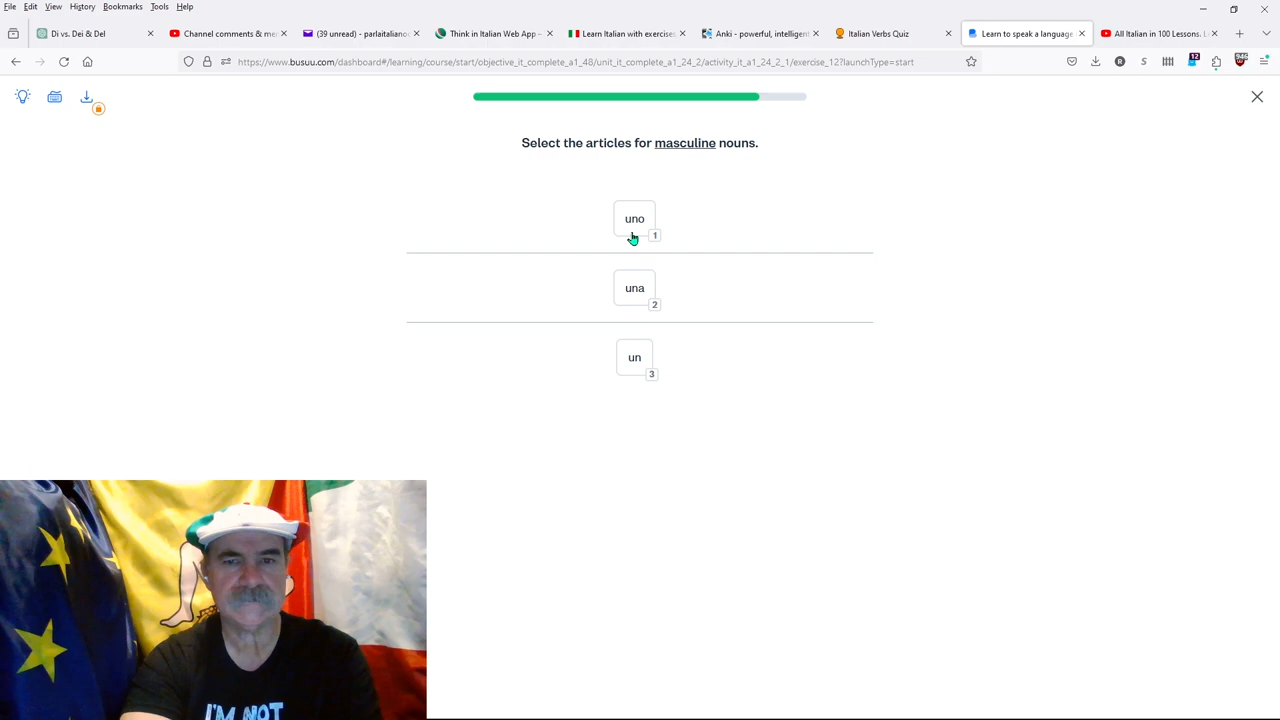 File Edit View History Bookmarks Tools Help
Di vs. Dei & Del
Channel comments & me
(39 unread) - parlaitaliano
Think in Italian Web App –
Learn Italian with exercises,
Anki - powerful, intelligent
Italian Verbs Quiz
Learn to speak a language
All Italian in 100 Lessons. L
https://www.busuu.com/dashboard#/learning/course/start/objective_it_complete_a1_48/unit_it_complete_a1_24_2/activity_it_a1_24_2_1/exercise_12?launchType=start
12
Select the articles for masculine nouns.
uno
1
una
2
un
3
I'M NOT